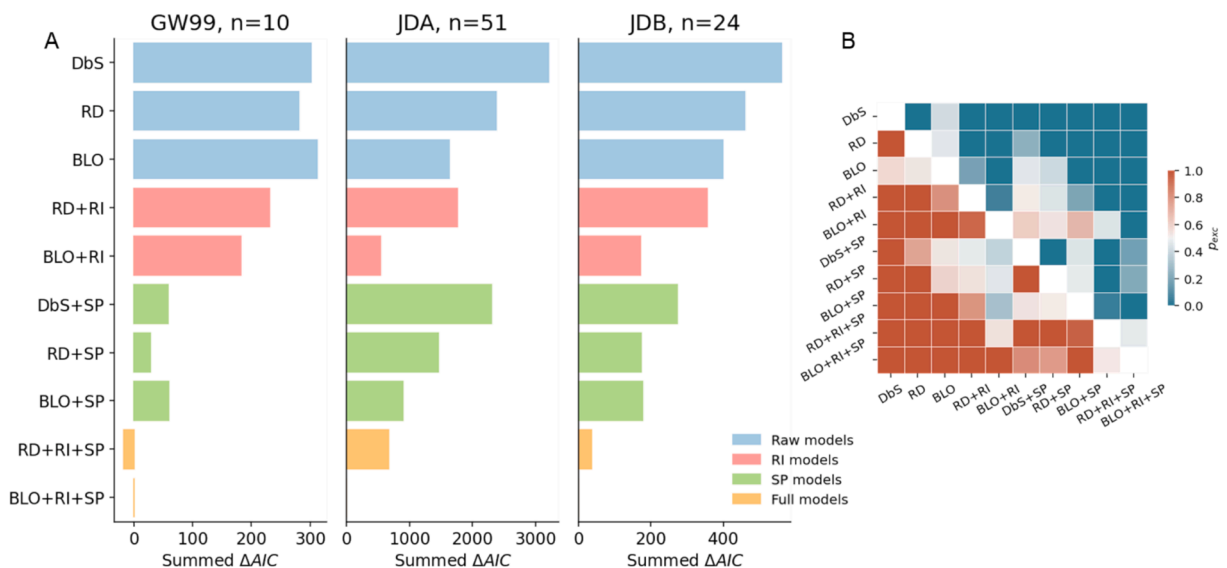 A
GW99, n=10
JDA, n=51
JDB, n=24
B
DbS
RD
BLO
RD+RI
BLO+RI
DbS+SP
RD+SP
BLO+SP
RD+RI+SP
BLO+RI+SP
0 100 200 300
Summed ΔAIC
0 1000 2000 3000
Summed ΔAIC
0 200 400
Summed ΔAIC
Raw models
RI models
SP models
Full models
DbS
RD
BLO
RD+RI
BLO+RI
DbS+SP
RD+SP
BLO+SP
RD+RI+SP
BLO+RI+SP
DbS
RD
BLO
RD+RI
BLO+RI
DbS+SP
RD+SP
BLO+SP
RD+RI+SP
BLO+RI+SP
1.0
0.8
0.6
0.4
0.2
0.0
pexc